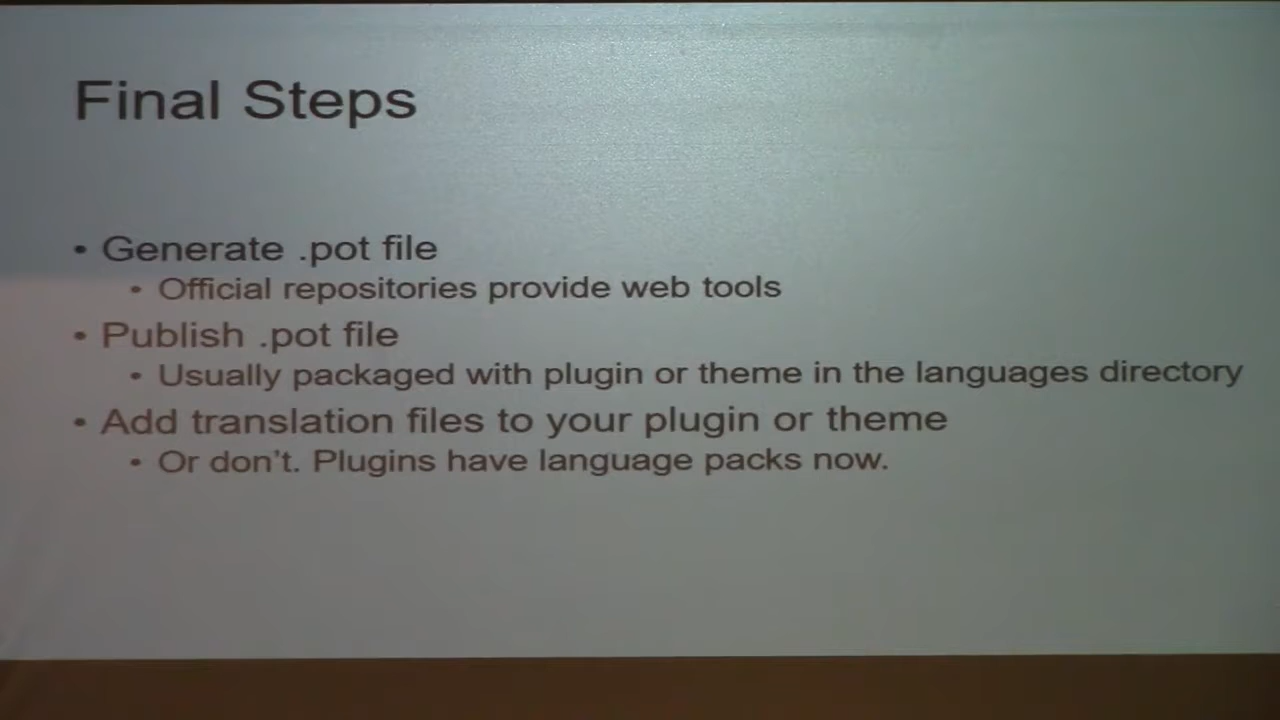 Final Steps
• Generate .pot file
• Official repositories provide web tools
• Publish .pot file
• Usually packaged with plugin or theme in the languages directory
• Add translation files to your plugin or theme
• Or don't. Plugins have language packs now.